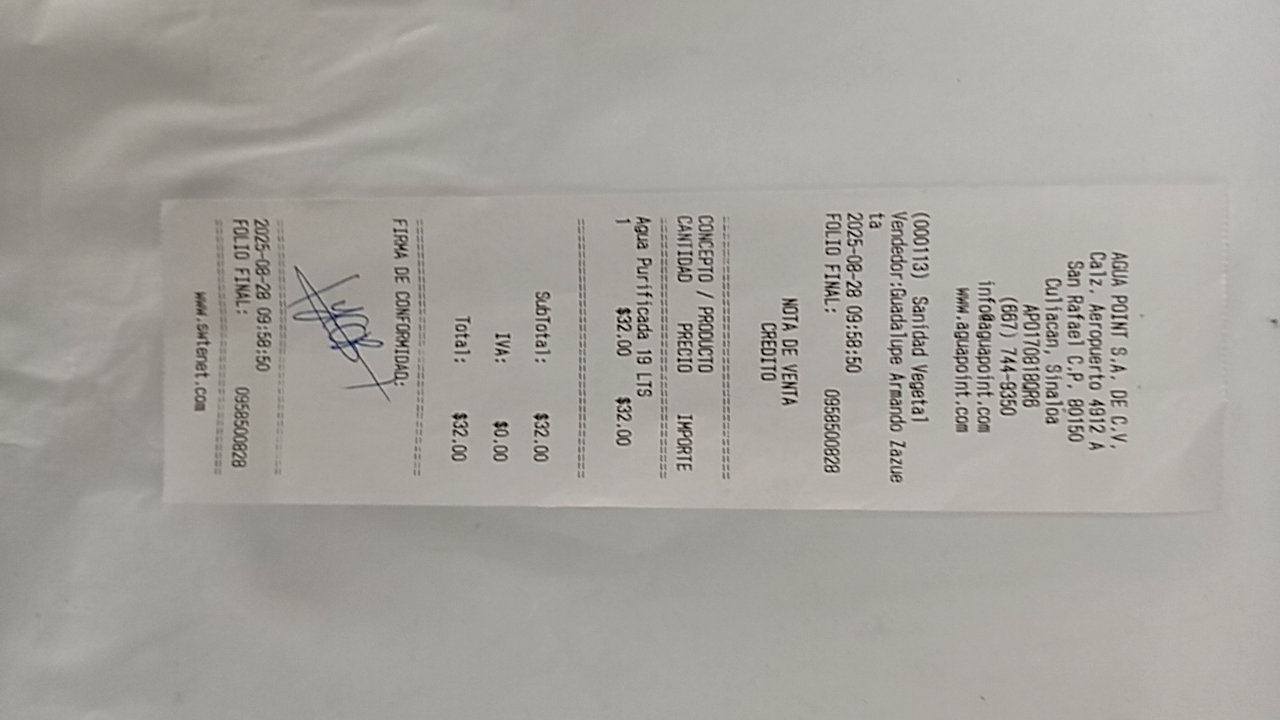 AGUA POINT S.A. DE C.V.
Calz. Aeropuerto 4912 A
San Rafael C.P. 80150
Culiacan, Sinaloa
APO170818QR6
(667) 744-9350
info@aguapoint.com
www.aguapoint.com
(000113) Sanidad Vegetal
Vendedor:Guadalupe Armando Zazue
ta
2025-08-28 09:58:50
FOLIO FINAL: 0958500828
NOTA DE VENTA
CREDITO
================================
CONCEPTO / PRODUCTO
CANTIDAD PRECIO IMPORTE
================================
Agua Purificada 19 LTS
1 $32.00 $32.00
================================
SubTotal: $32.00
IVA: $0.00
Total: $32.00
================================
FIRMA DE CONFORMIDAD:
================================
2025-08-28 09:58:50
FOLIO FINAL: 0958500828
================================
www.swtenet.com